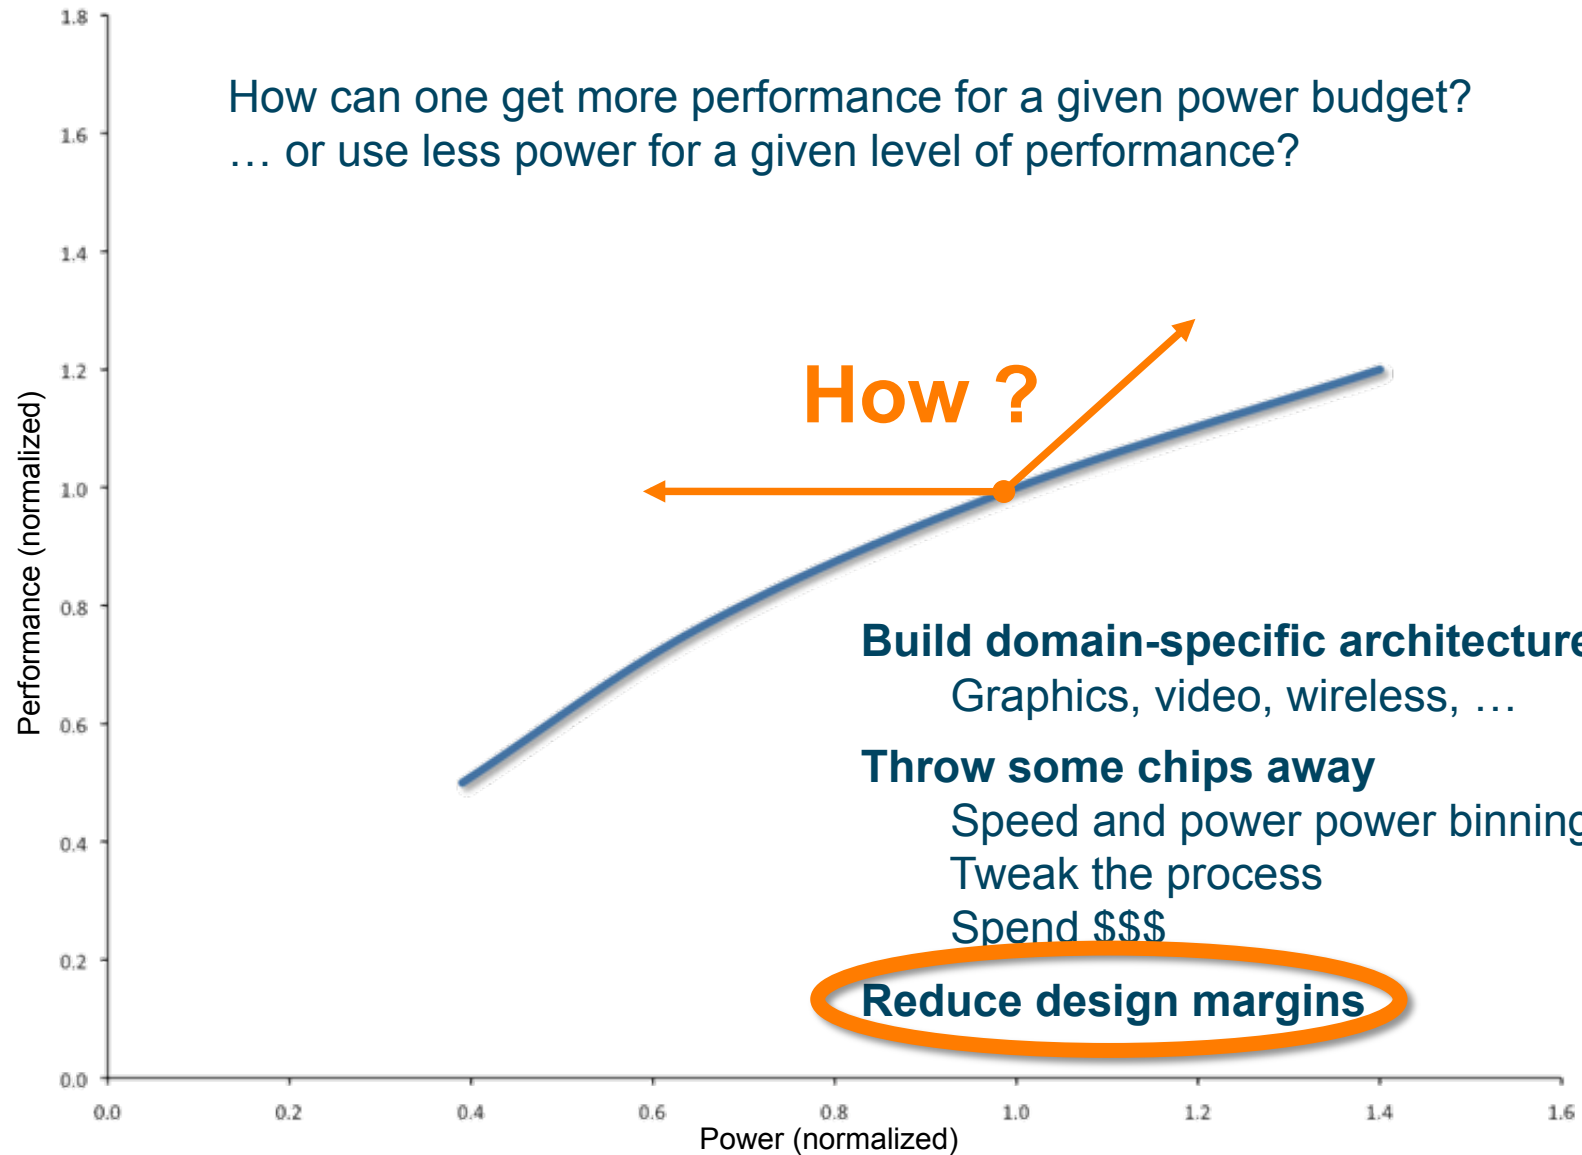 How can one get more performance for a given power budget?
… or use less power for a given level of performance?
How ?
Build domain-specific architecture
Graphics, video, wireless, …
Throw some chips away
Speed and power power binning
Tweak the process
Spend $$$
Reduce design margins
Performance (normalized)
1.8
1.6
1.4
1.2
1.0
0.8
0.6
0.4
0.2
0.0
0.0 0.2 0.4 0.6 0.8 1.0 1.2 1.4 1.6
Power (normalized)